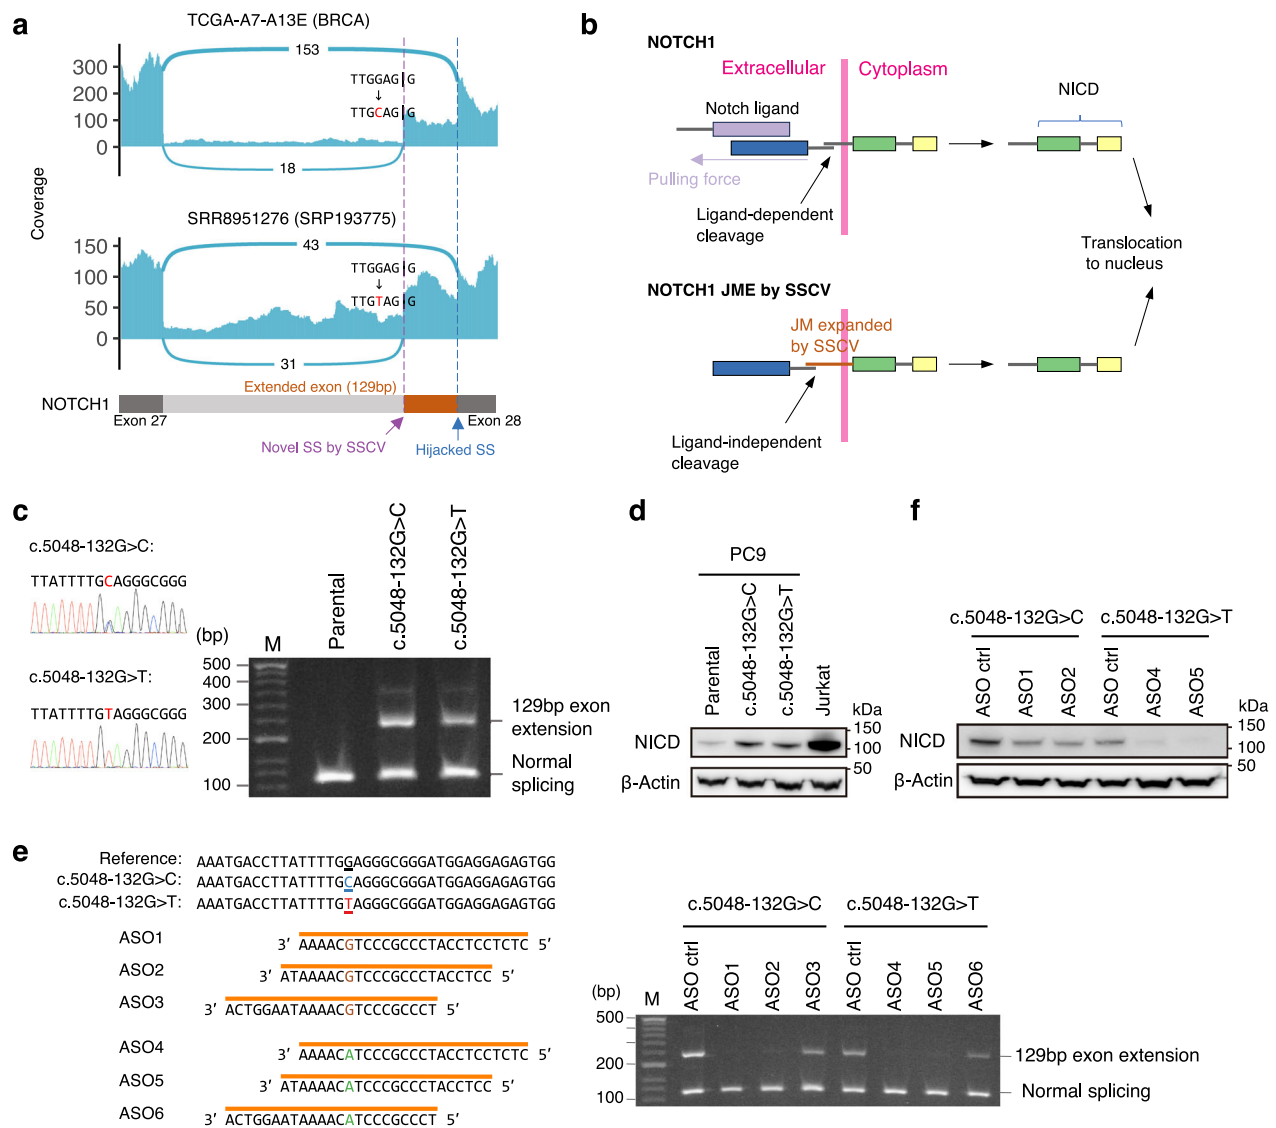 a
TCGA-A7-A13E (BRCA)
153
300
200
100
0
TTGGAG G
↓
TTGCAG G
18
Coverage
SRR8951276 (SRP193775)
43
150
100
50
0
TTGGAG G
↓
TTGTAG G
31
Extended exon (129bp)
NOTCH1
Exon 27
Exon 28
Novel SS by SSCV
Hijacked SS
b
NOTCH1
Extracellular
Cytoplasm
Notch ligand
NICD
Pulling force
Ligand-dependent
cleavage
Translocation
to nucleus
NOTCH1 JME by SSCV
JM expanded
by SSCV
Ligand-independent
cleavage
c
c.5048-132G>C:
TTATTTTGCAGGGCGGG
c.5048-132G>T:
TTATTTTGTAGGGCGGG
(bp)
M
Parental
c.5048-132G>C
c.5048-132G>T
500
400
300
200
100
129bp exon
extension
Normal
splicing
d
PC9
Parental
c.5048-132G>C
c.5048-132G>T
Jurkat
kDa
NICD
150
100
50
β-Actin
f
c.5048-132G>C
c.5048-132G>T
ASO ctrl
ASO1
ASO2
ASO ctrl
ASO4
ASO5
kDa
NICD
150
100
50
β-Actin
e
Reference: AAATGACCTTATTTTGGAGGGCGGGATGGAGGAGAGTGG
c.5048-132G>C: AAATGACCTTATTTTGCAGGGCGGGATGGAGGAGAGTGG
c.5048-132G>T: AAATGACCTTATTTTGTAGGGCGGGATGGAGGAGAGTGG
ASO1 3′ AAAACGTCCCGCCCTACCTCCTCTC 5′
ASO2 3′ ATAAAACGTCCCGCCCTACCTCC 5′
ASO3 3′ ACTGGAATAAAACGTCCCGCCCT 5′
ASO4 3′ AAAACATCCCGCCCTACCTCCTCTC 5′
ASO5 3′ ATAAAACATCCCGCCCTACCTCC 5′
ASO6 3′ ACTGGAATAAAACATCCCGCCCT 5′
c.5048-132G>C
c.5048-132G>T
(bp)
M
ASO ctrl
ASO1
ASO2
ASO3
ASO ctrl
ASO4
ASO5
ASO6
500
200
100
129bp exon extension
Normal splicing